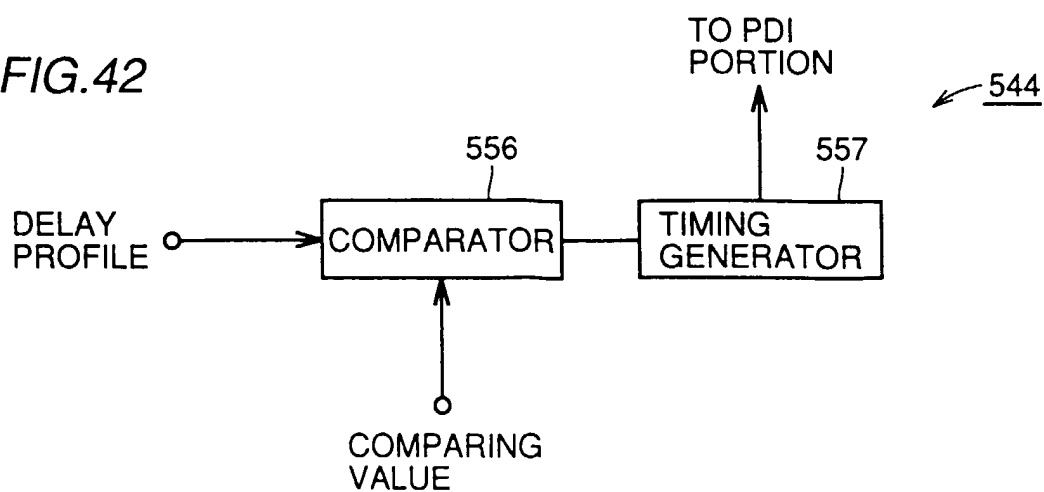 TO PDI
PORTION
FIG.42
544
556
557
DELAY
PROFILE
COMPARATOR
TIMING
GENERATOR
COMPARING
VALUE